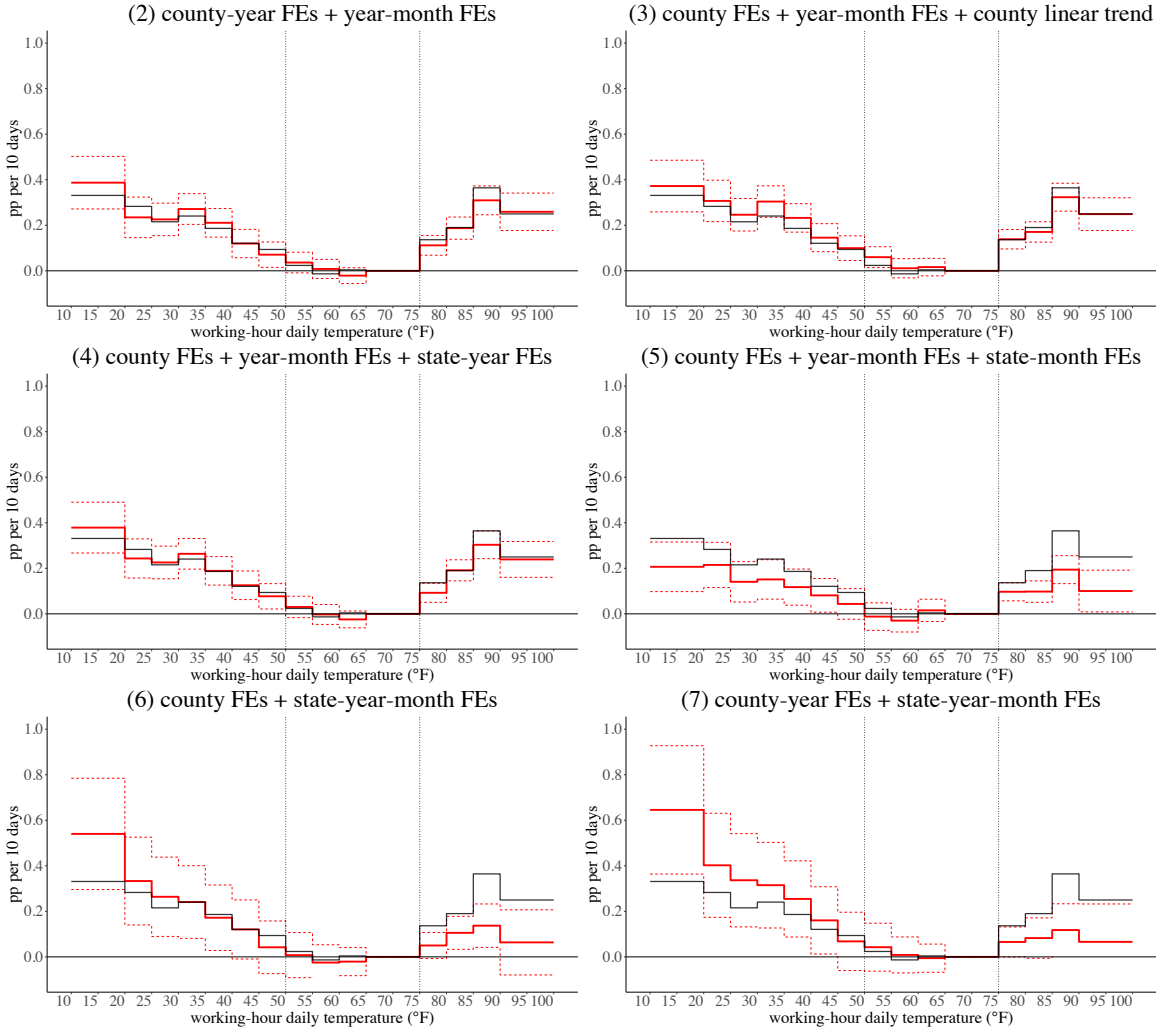 (2) county-year FEs + year-month FEs
1.0
0.8
0.6
0.4
0.2
0.0
pp per 10 days
10 15 20 25 30 35 40 45 50 55 60 65 75 80 85 90 95 100
working-hour daily temperature (°F)
(3) county FEs + year-month FEs + county linear trend
1.0
0.8
0.6
0.4
0.2
0.0
pp per 10 days
10 15 20 25 30 35 40 45 50 55 60 65 75 80 85 90 95 100
working-hour daily temperature (°F)
(4) county FEs + year-month FEs + state-year FEs
1.0
0.8
0.6
0.4
0.2
0.0
pp per 10 days
10 15 20 25 30 35 40 45 50 55 60 65 75 80 85 90 95 100
working-hour daily temperature (°F)
(5) county FEs + year-month FEs + state-month FEs
1.0
0.8
0.6
0.4
0.2
0.0
pp per 10 days
10 15 20 25 30 35 40 45 50 55 60 65 75 80 85 90 95 100
working-hour daily temperature (°F)
(6) county FEs + state-year-month FEs
1.0
0.8
0.6
0.4
0.2
0.0
pp per 10 days
10 15 20 25 30 35 40 45 50 55 60 65 75 80 85 90 95 100
working-hour daily temperature (°F)
(7) county-year FEs + state-year-month FEs
1.0
0.8
0.6
0.4
0.2
0.0
pp per 10 days
10 15 20 25 30 35 40 45 50 55 60 65 75 80 85 90 95 100
working-hour daily temperature (°F)